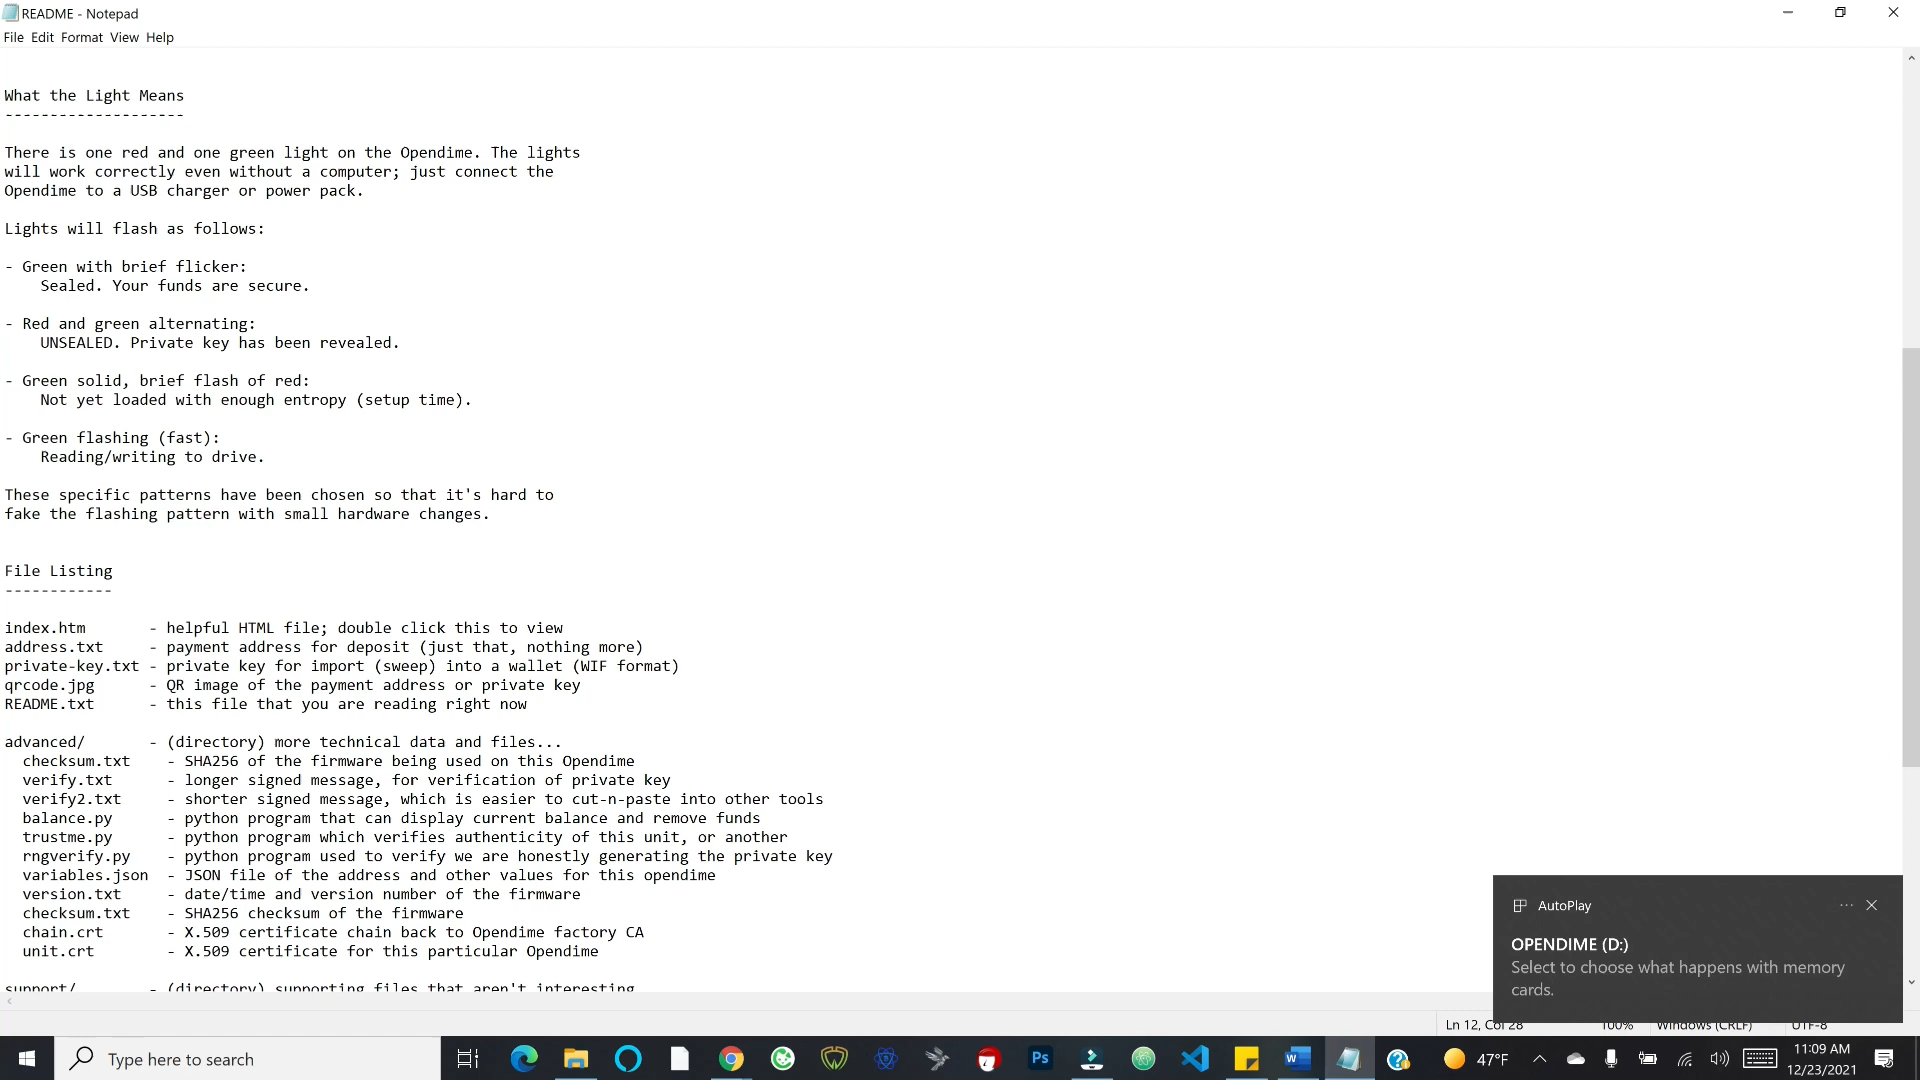 README - Notepad
File Edit Format View Help
What the Light Means
--------------------
There is one red and one green light on the Opendime. The lights
will work correctly even without a computer; just connect the
Opendime to a USB charger or power pack.
Lights will flash as follows:
- Green with brief flicker:
Sealed. Your funds are secure.
- Red and green alternating:
UNSEALED. Private key has been revealed.
- Green solid, brief flash of red:
Not yet loaded with enough entropy (setup time).
- Green flashing (fast):
Reading/writing to drive.
These specific patterns have been chosen so that it's hard to
fake the flashing pattern with small hardware changes.
File Listing
------------
index.htm - helpful HTML file; double click this to view
address.txt - payment address for deposit (just that, nothing more)
private-key.txt - private key for import (sweep) into a wallet (WIF format)
qrcode.jpg - QR image of the payment address or private key
README.txt - this file that you are reading right now
advanced/ - (directory) more technical data and files...
checksum.txt - SHA256 of the firmware being used on this Opendime
verify.txt - longer signed message, for verification of private key
verify2.txt - shorter signed message, which is easier to cut-n-paste into other tools
balance.py - python program that can display current balance and remove funds
trustme.py - python program which verifies authenticity of this unit, or another
rngverify.py - python program used to verify we are honestly generating the private key
variables.json - JSON file of the address and other values for this opendime
version.txt - date/time and version number of the firmware
checksum.txt - SHA256 checksum of the firmware
chain.crt - X.509 certificate chain back to Opendime factory CA
unit.crt - X.509 certificate for this particular Opendime
support/ - (directory) supporting files that aren't interesting
AutoPlay
OPENDIME (D:)
Select to choose what happens with memory
cards.
Ln 12, Col 28 100% Windows (CRLF) UTF-8
Type here to search
Ps
W
47°F
11:09 AM
12/23/2021